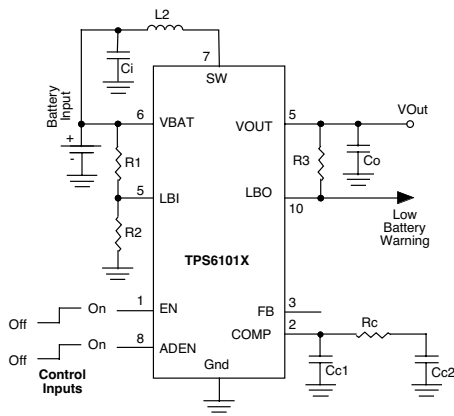 L2
Ci
7
SW
Battery
Input
+
-
6
VBAT
VOUT
5
VOut
R1
R3
Co
5
LBI
LBO
10
R2
Low
Battery
Warning
TPS6101X
Off
On
1
EN
FB
3
COMP
2
Rc
Off
On
8
ADEN
Control
Inputs
Gnd
Cc1
Cc2